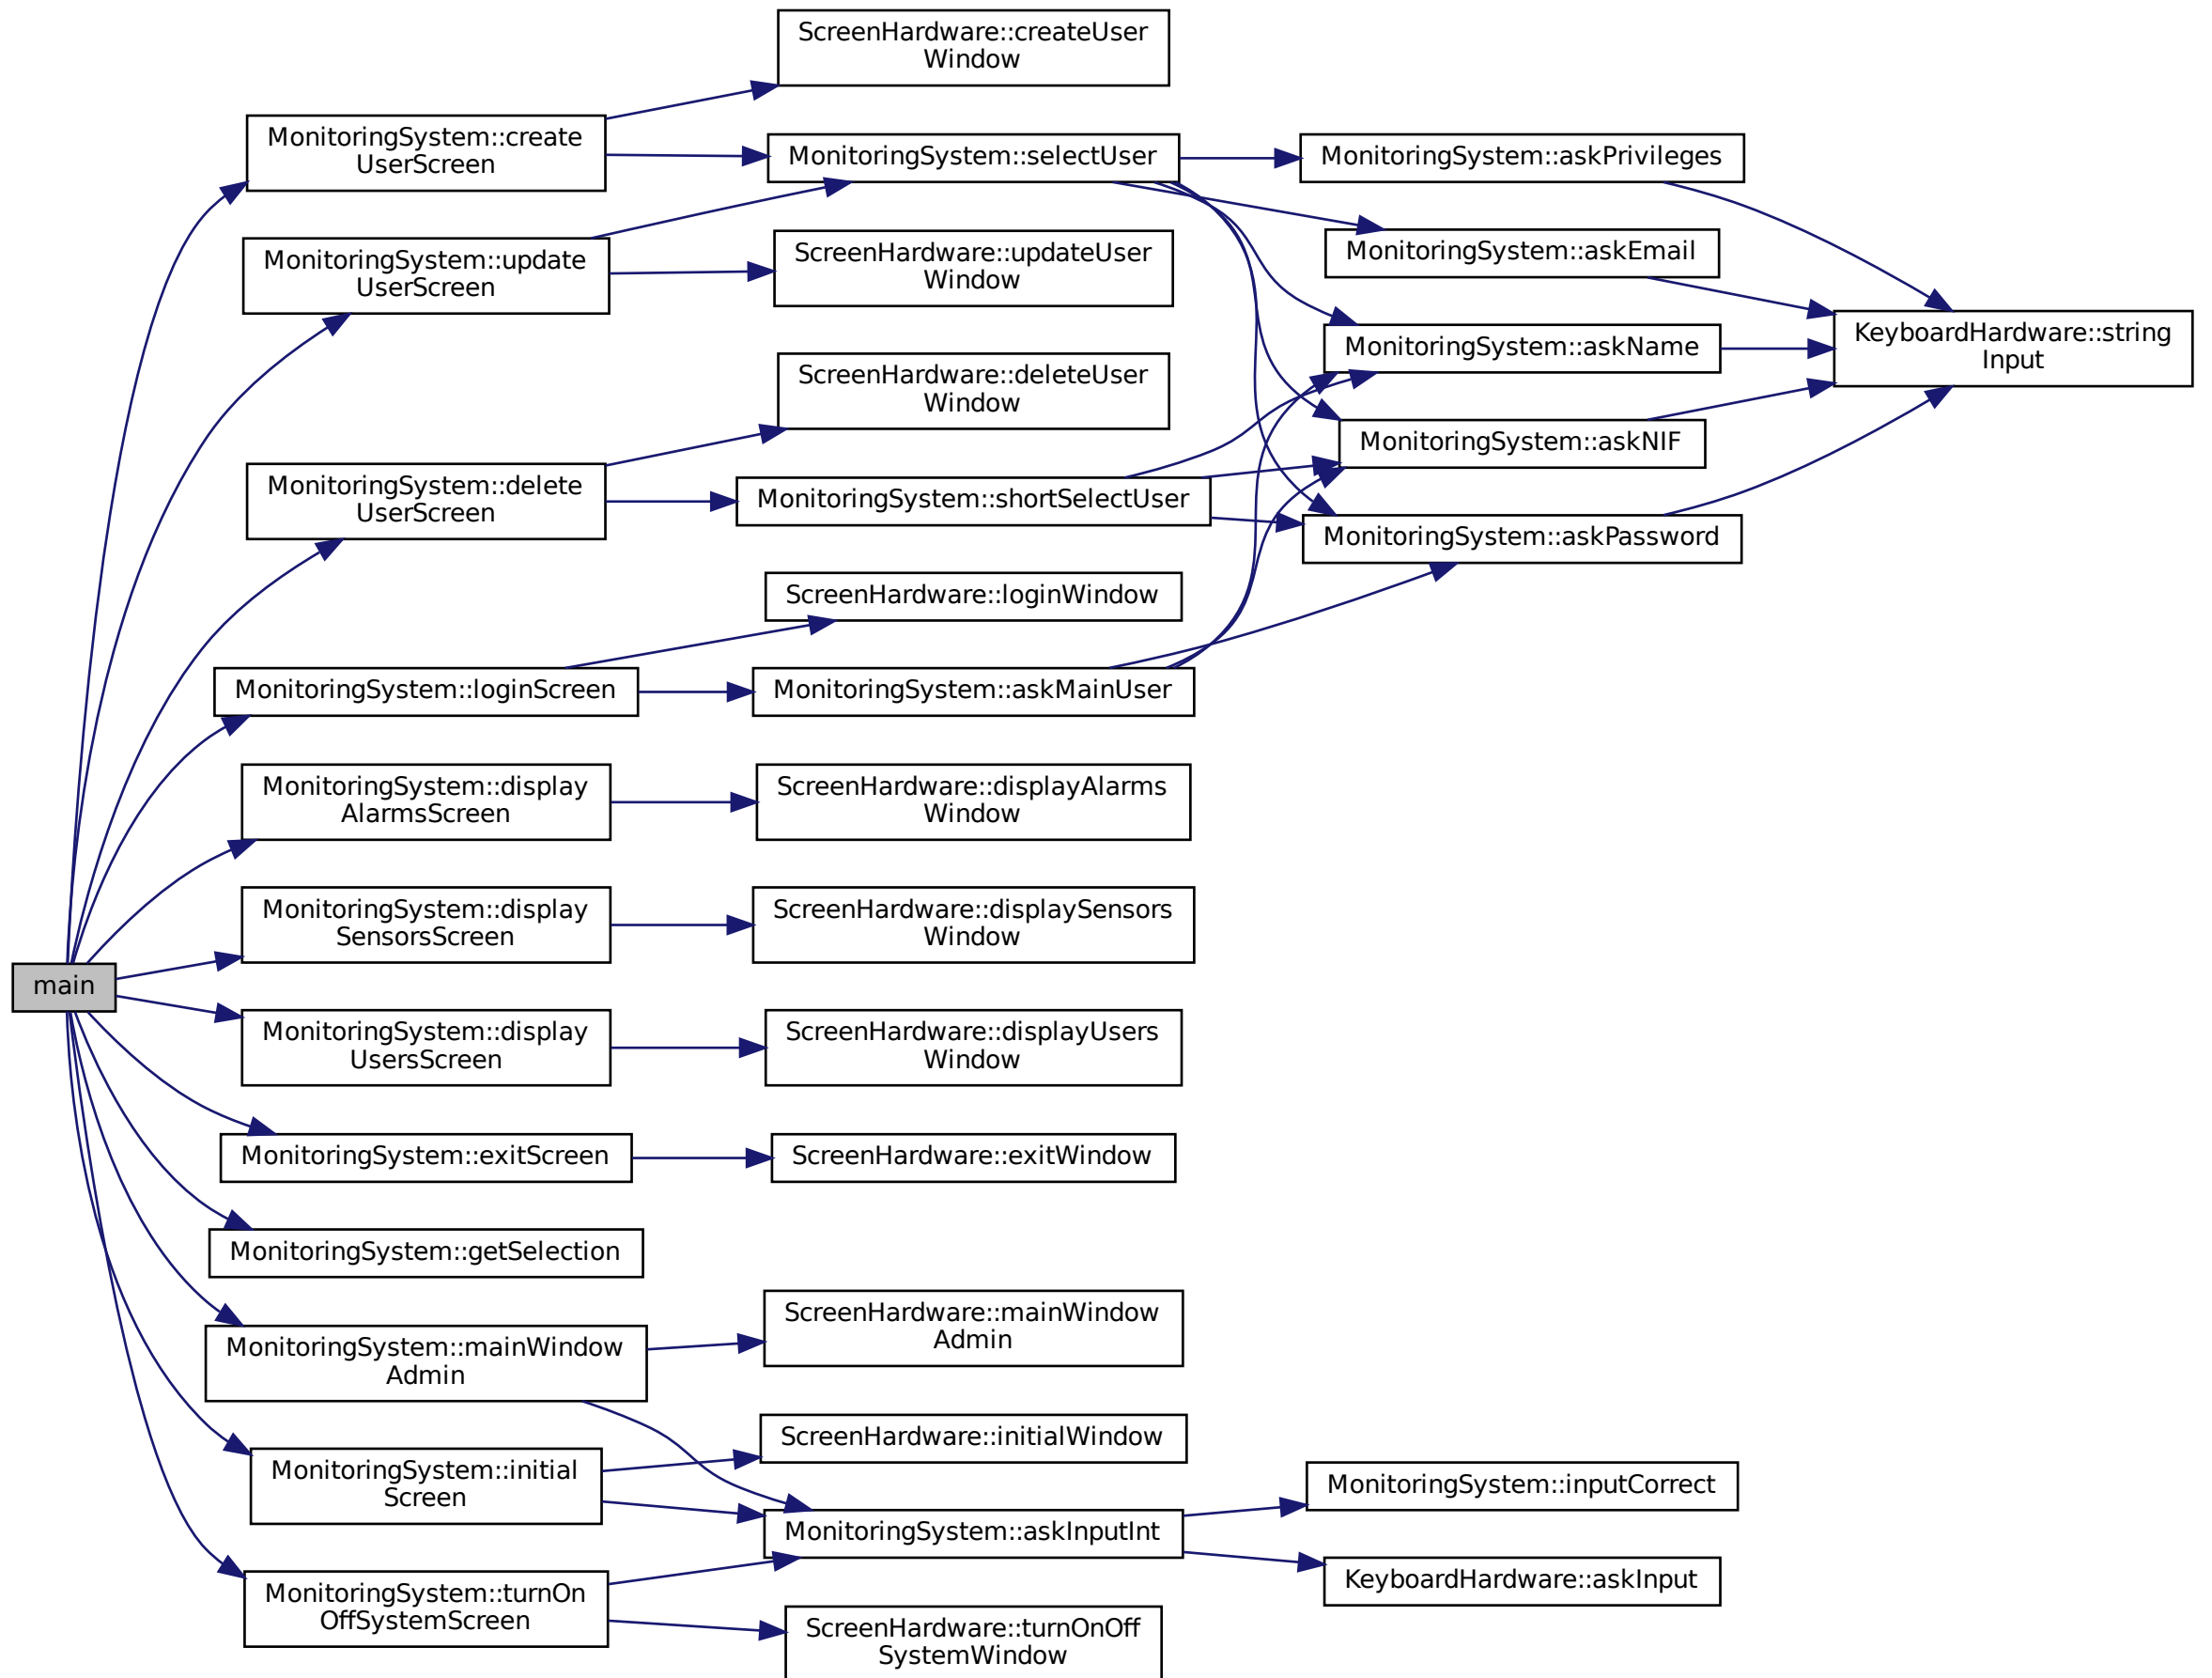 ScreenHardware::createUser
Window
MonitoringSystem::create
UserScreen
MonitoringSystem::selectUser
MonitoringSystem::askPrivileges
MonitoringSystem::update
UserScreen
ScreenHardware::updateUser
Window
MonitoringSystem::askEmail
KeyboardHardware::string
Input
MonitoringSystem::askName
ScreenHardware::deleteUser
Window
MonitoringSystem::askNIF
MonitoringSystem::delete
UserScreen
MonitoringSystem::shortSelectUser
MonitoringSystem::askPassword
ScreenHardware::loginWindow
MonitoringSystem::loginScreen
MonitoringSystem::askMainUser
MonitoringSystem::display
AlarmsScreen
ScreenHardware::displayAlarms
Window
MonitoringSystem::display
SensorsScreen
ScreenHardware::displaySensors
Window
main
MonitoringSystem::display
UsersScreen
ScreenHardware::displayUsers
Window
MonitoringSystem::exitScreen
ScreenHardware::exitWindow
MonitoringSystem::getSelection
MonitoringSystem::mainWindow
Admin
ScreenHardware::mainWindow
Admin
ScreenHardware::initialWindow
MonitoringSystem::initial
Screen
MonitoringSystem::inputCorrect
MonitoringSystem::askInputInt
KeyboardHardware::askInput
MonitoringSystem::turnOn
OffSystemScreen
ScreenHardware::turnOnOff
SystemWindow